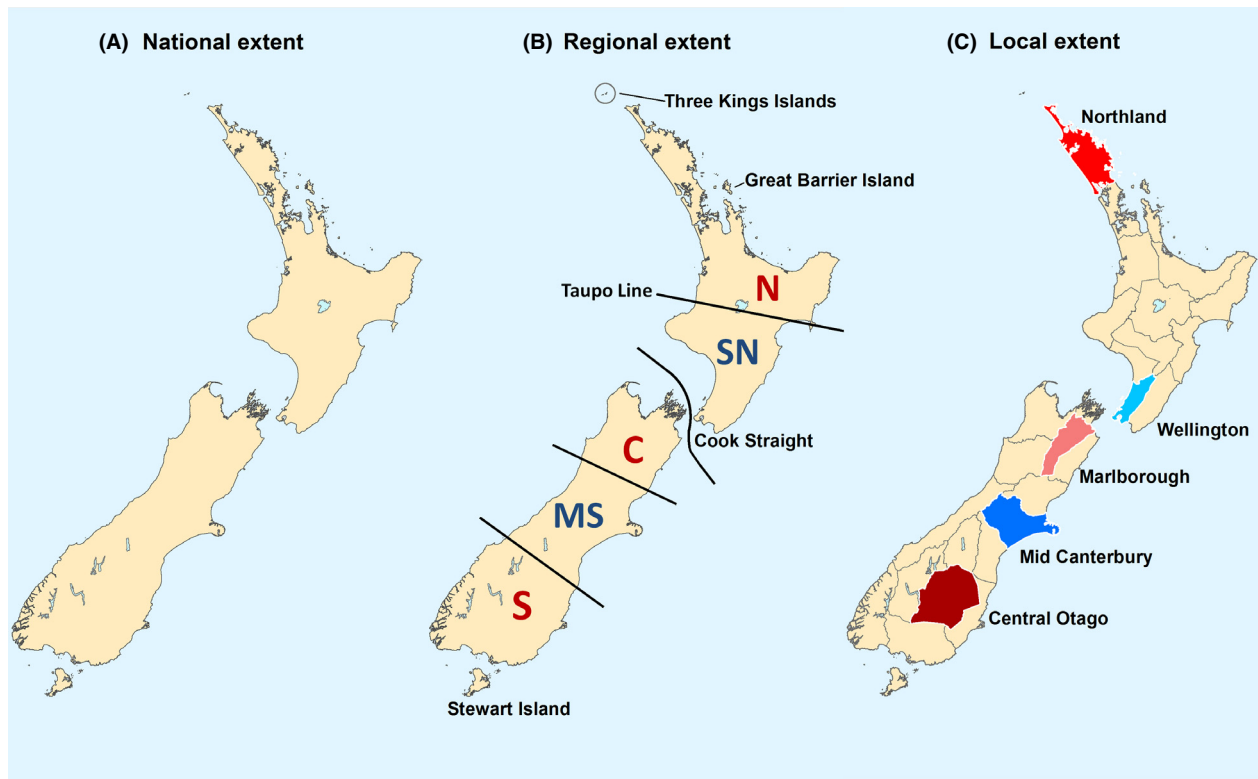 (A) National extent
(B) Regional extent
(C) Local extent
Three Kings Islands
Great Barrier Island
Taupo Line
N
SN
Cook Straight
C
MS
S
Stewart Island
Northland
Wellington
Marlborough
Mid Canterbury
Central Otago